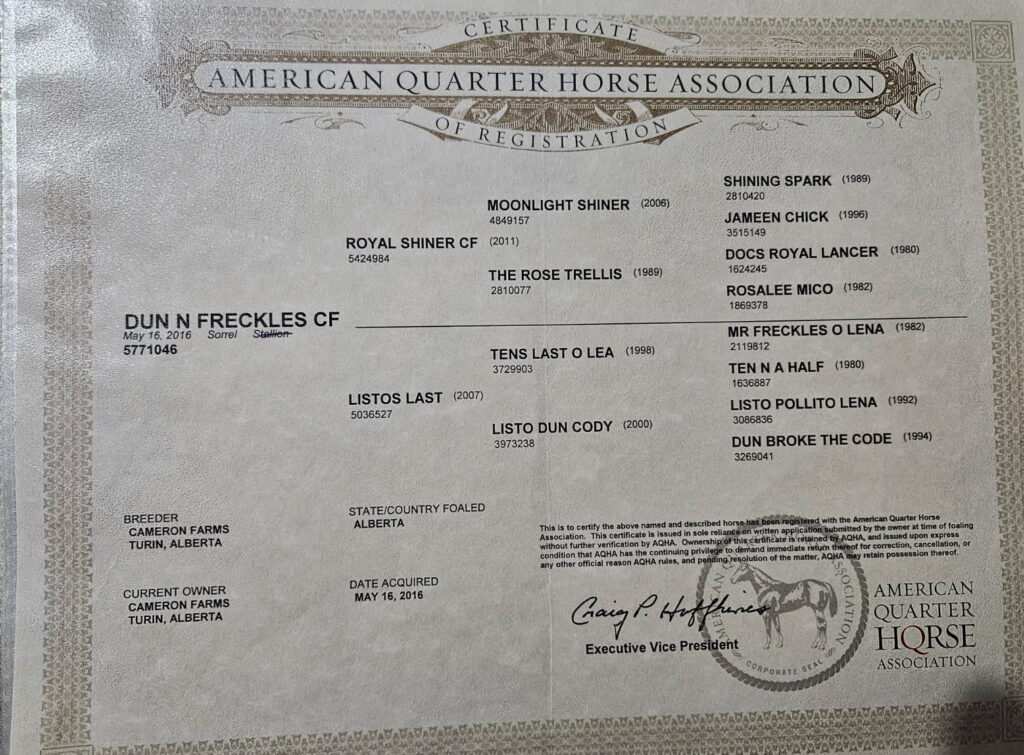 CERTIFICATE
AMERICAN QUARTER HORSE ASSOCIATION
OF REGISTRATION
SHINING SPARK (1989)
2810420
MOONLIGHT SHINER (2006)
4849157
JAMEEN CHICK (1996)
3515149
ROYAL SHINER CF (2011)
5424984
DOCS ROYAL LANCER (1980)
1624245
THE ROSE TRELLIS (1989)
2810077
ROSALEE MICO (1982)
1869378
DUN N FRECKLES CF
May 16, 2016 Sorrel Stallion
5771046
MR FRECKLES O LENA (1982)
2119812
TENS LAST O LEA (1998)
3729903
TEN N A HALF (1980)
1636887
LISTOS LAST (2007)
5036527
LISTO POLLITO LENA (1992)
3086836
LISTO DUN CODY (2000)
3973238
DUN BROKE THE CODE (1994)
3269041
BREEDER
CAMERON FARMS
TURIN, ALBERTA
STATE/COUNTRY FOALED
ALBERTA
CURRENT OWNER
CAMERON FARMS
TURIN, ALBERTA
DATE ACQUIRED
MAY 16, 2016
This is to certify the above named and described horse has been registered with the American Quarter Horse
Association. This certificate is issued in sole reliance on written application submitted by the owner at time of foaling
without further verification by AQHA. Ownership of this certificate is retained by AQHA, and issued upon express
condition that AQHA has the continuing privilege to demand immediate return thereof for correction, cancellation, or
any other official reason AQHA rules, and pending resolution of the matter, AQHA may retain possession thereof.
Craig P. Huffhines
Executive Vice President
CORPORATE SEAL
AMERICAN
QUARTER
HORSE
ASSOCIATION